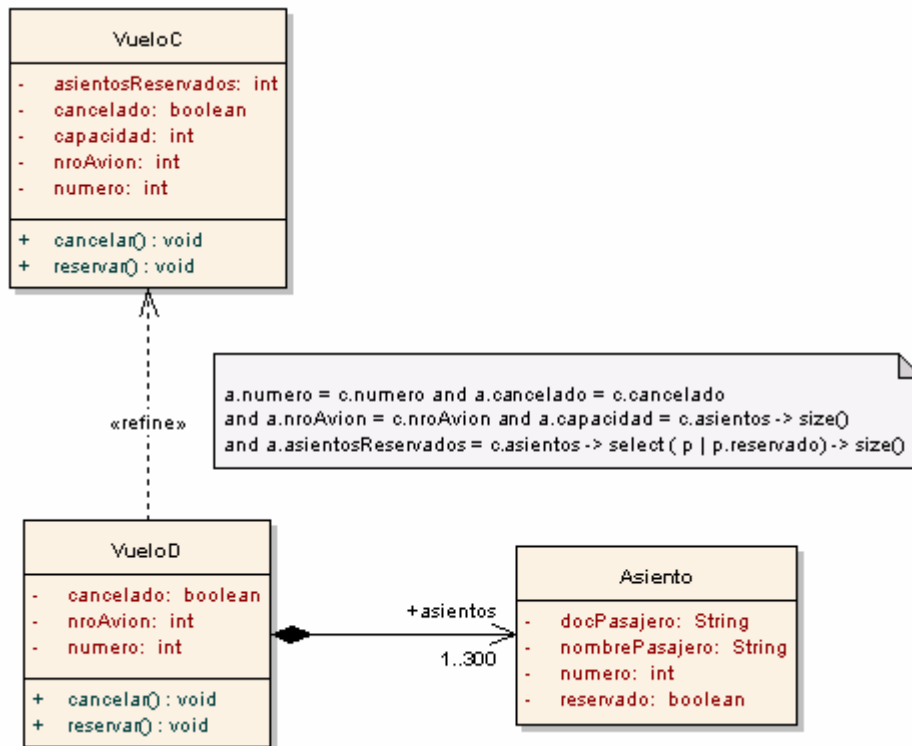 VueloC
- asientosReservados: int
- cancelado: boolean
- capacidad: int
- nroAvion: int
- numero: int
+ cancelar() : void
+ reservar() : void
a.numero = c.numero and a.cancelado = c.cancelado
and a.nroAvion = c.nroAvion and a.capacidad = c.asientos -> size()
and a.asientosReservados = c.asientos -> select ( p | p.reservado) -> size()
«refine»
VueloD
- cancelado: boolean
- nroAvion: int
- numero: int
+ cancelar() : void
+ reservar() : void
+asientos
1..300
Asiento
- docPasajero: String
- nombrePasajero: String
- numero: int
- reservado: boolean